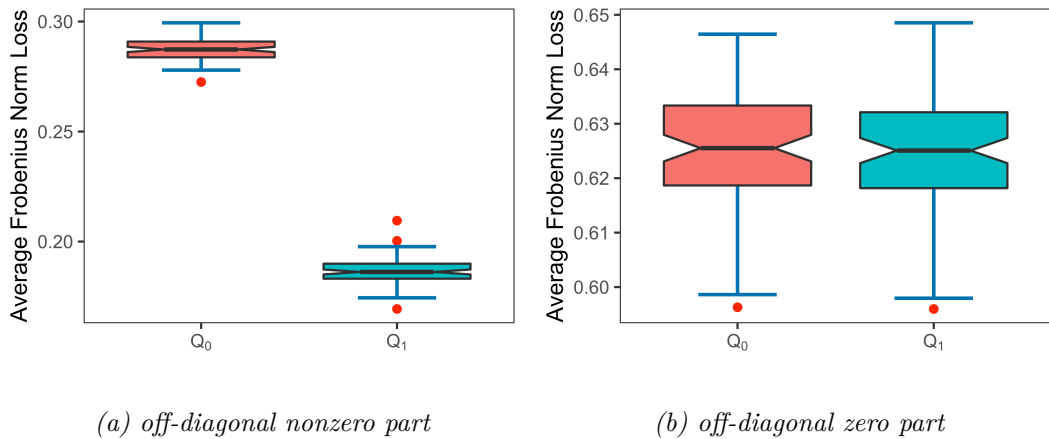 Average Frobenius Norm Loss
0.30
0.25
0.20
Q₀
Q₁
(a) off-diagonal nonzero part
Average Frobenius Norm Loss
0.65
0.64
0.63
0.62
0.61
0.60
Q₀
Q₁
(b) off-diagonal zero part